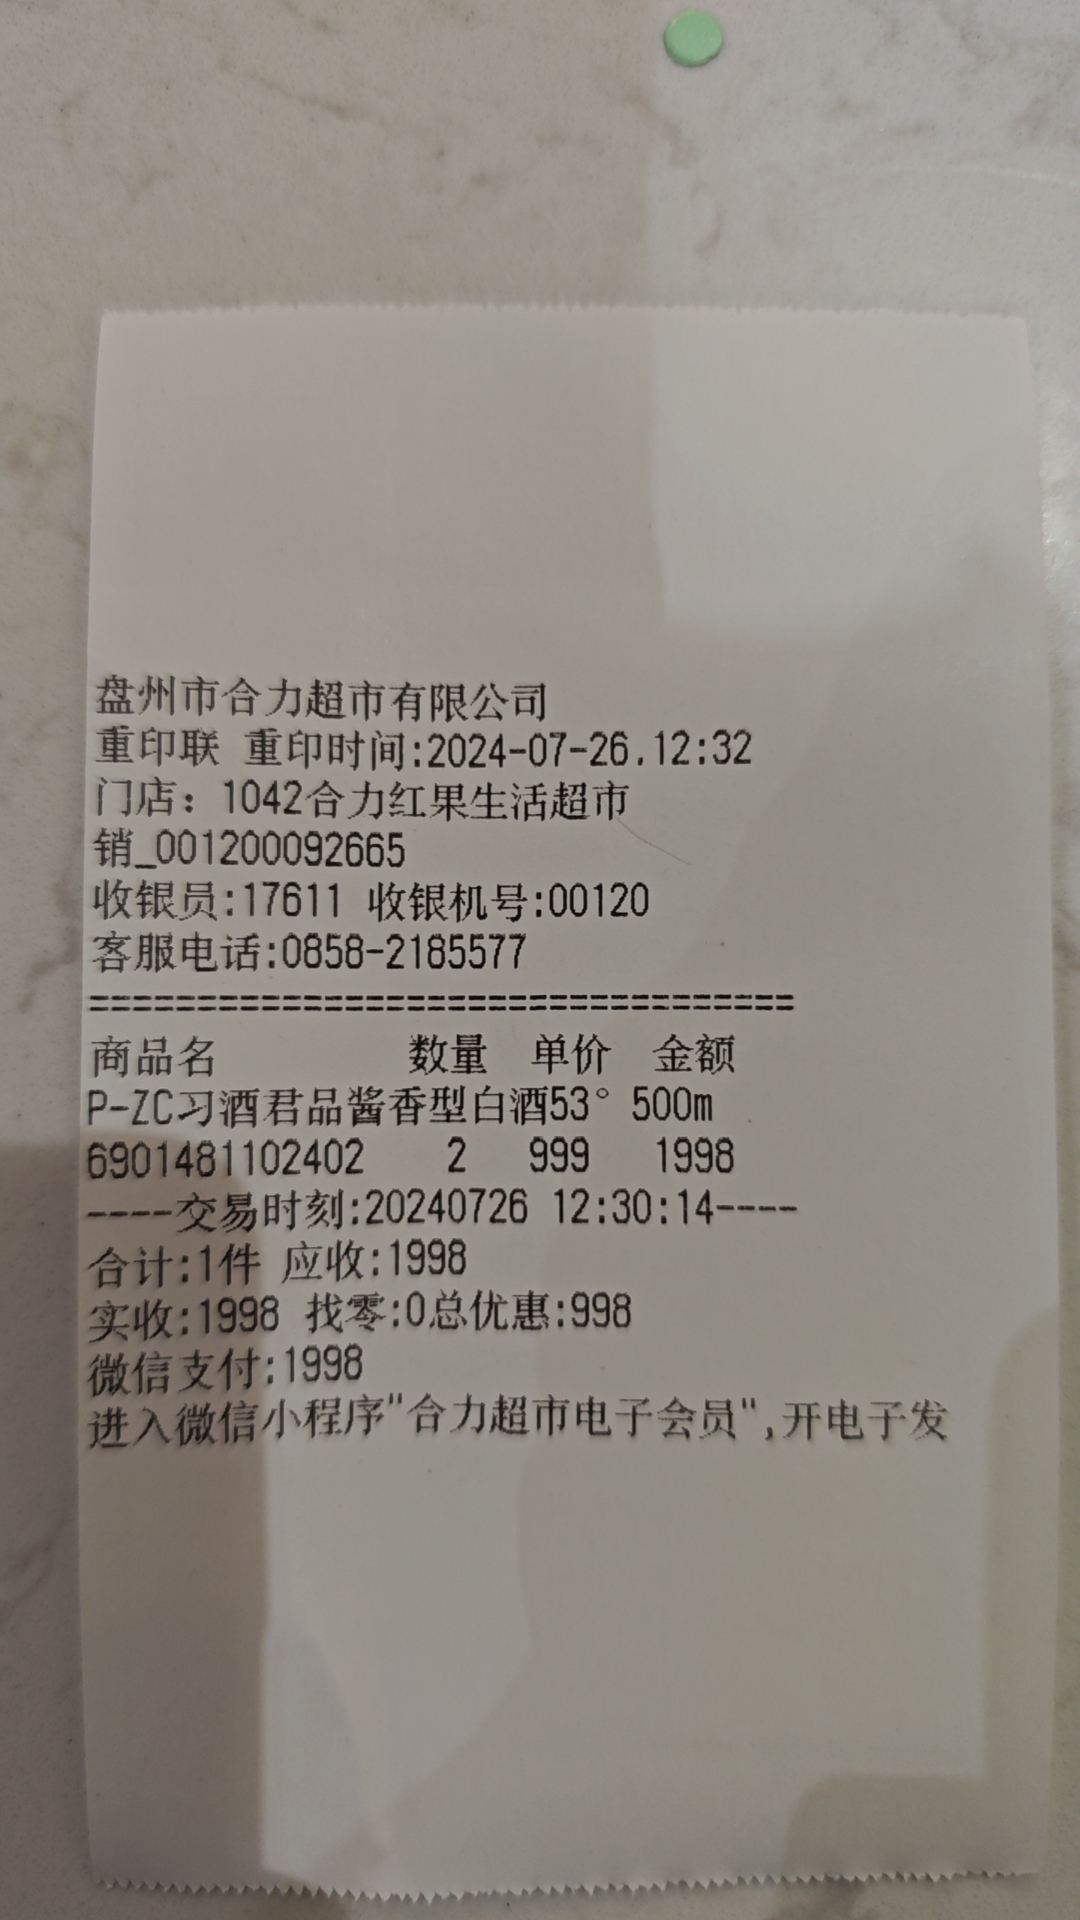 盘州市合力超市有限公司
重印联 重印时间:2024-07-26.12:32
门店：1042合力红果生活超市
销_001200092665
收银员:17611 收银机号:00120
客服电话:0858-2185577
=================================
商品名 数量 单价 金额
P-ZC习酒君品酱香型白酒53° 500m
6901481102402 2 999 1998
----交易时刻:20240726 12:30:14----
合计:1件 应收:1998
实收:1998 找零:0总优惠:998
微信支付:1998
进入微信小程序"合力超市电子会员",开电子发